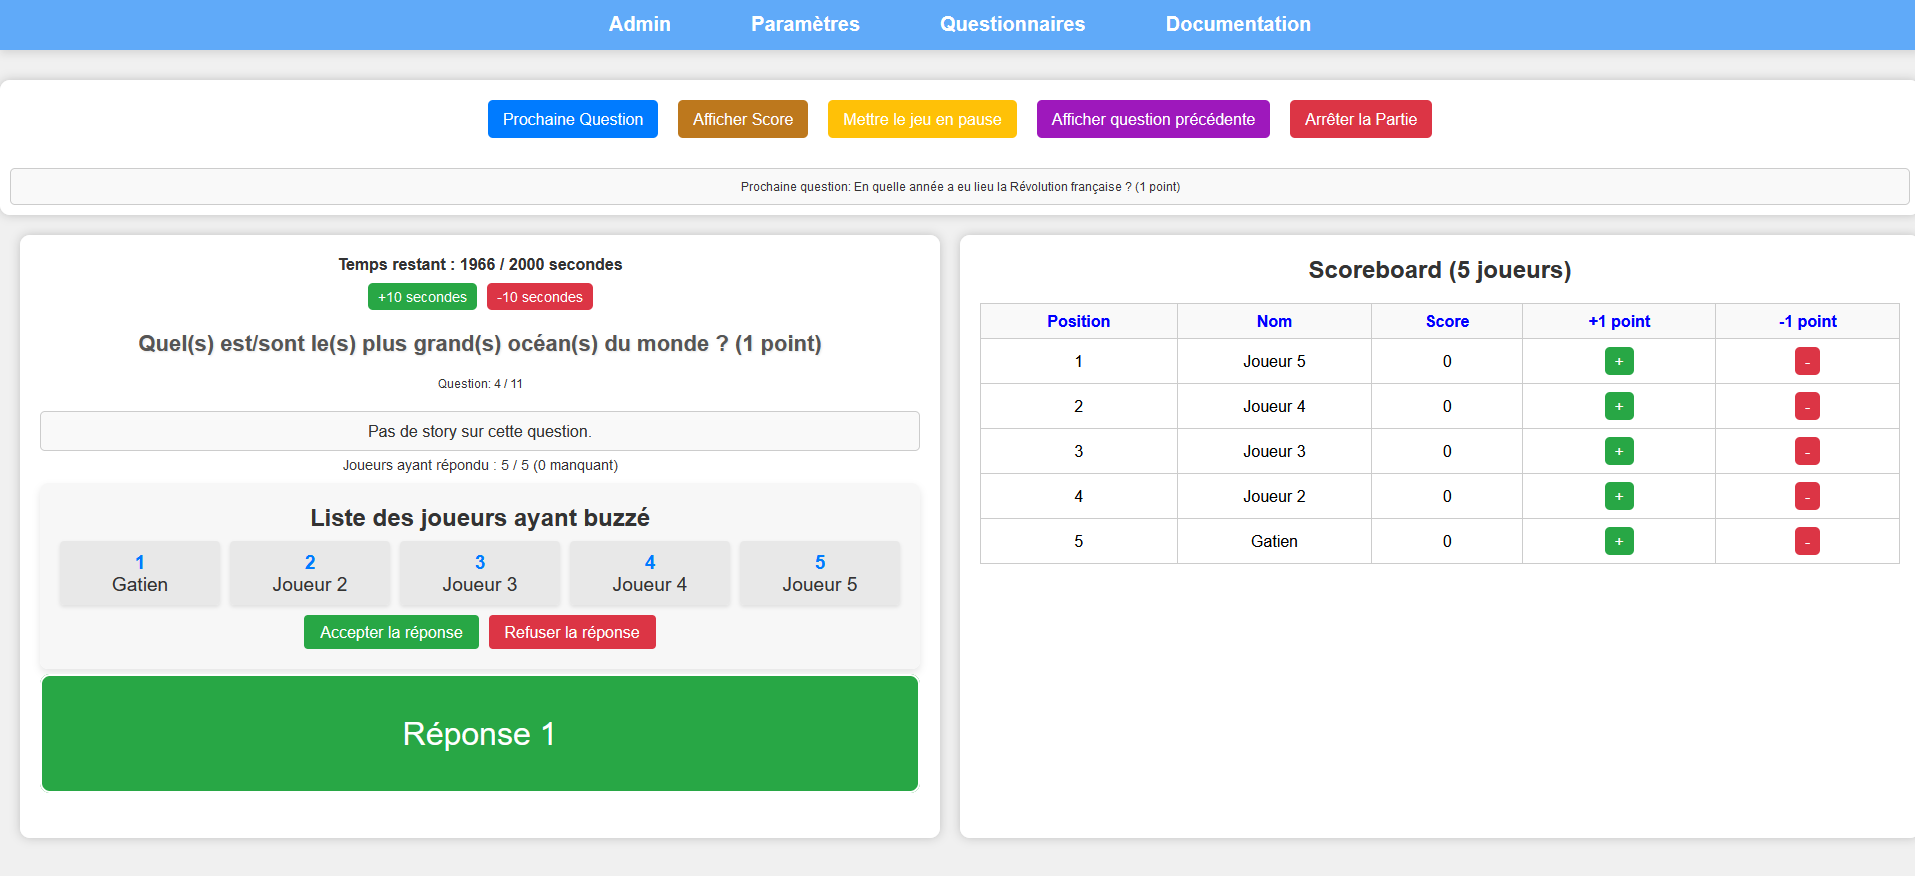 Admin Paramètres Questionnaires Documentation
Prochaine Question Afficher Score Mettre le jeu en pause Afficher question précédente Arrêter la Partie
Prochaine question: En quelle année a eu lieu la Révolution française ? (1 point)
Temps restant : 1966 / 2000 secondes
+10 secondes -10 secondes
Quel(s) est/sont le(s) plus grand(s) océan(s) du monde ? (1 point)
Question: 4 / 11
Pas de story sur cette question.
Joueurs ayant répondu : 5 / 5 (0 manquant)
Liste des joueurs ayant buzzé
1 2 3 4 5
Gatien Joueur 2 Joueur 3 Joueur 4 Joueur 5
Accepter la réponse Refuser la réponse
Réponse 1
Scoreboard (5 joueurs)
Position Nom Score +1 point -1 point
1 Joueur 5 0 + -
2 Joueur 4 0 + -
3 Joueur 3 0 + -
4 Joueur 2 0 + -
5 Gatien 0 + -